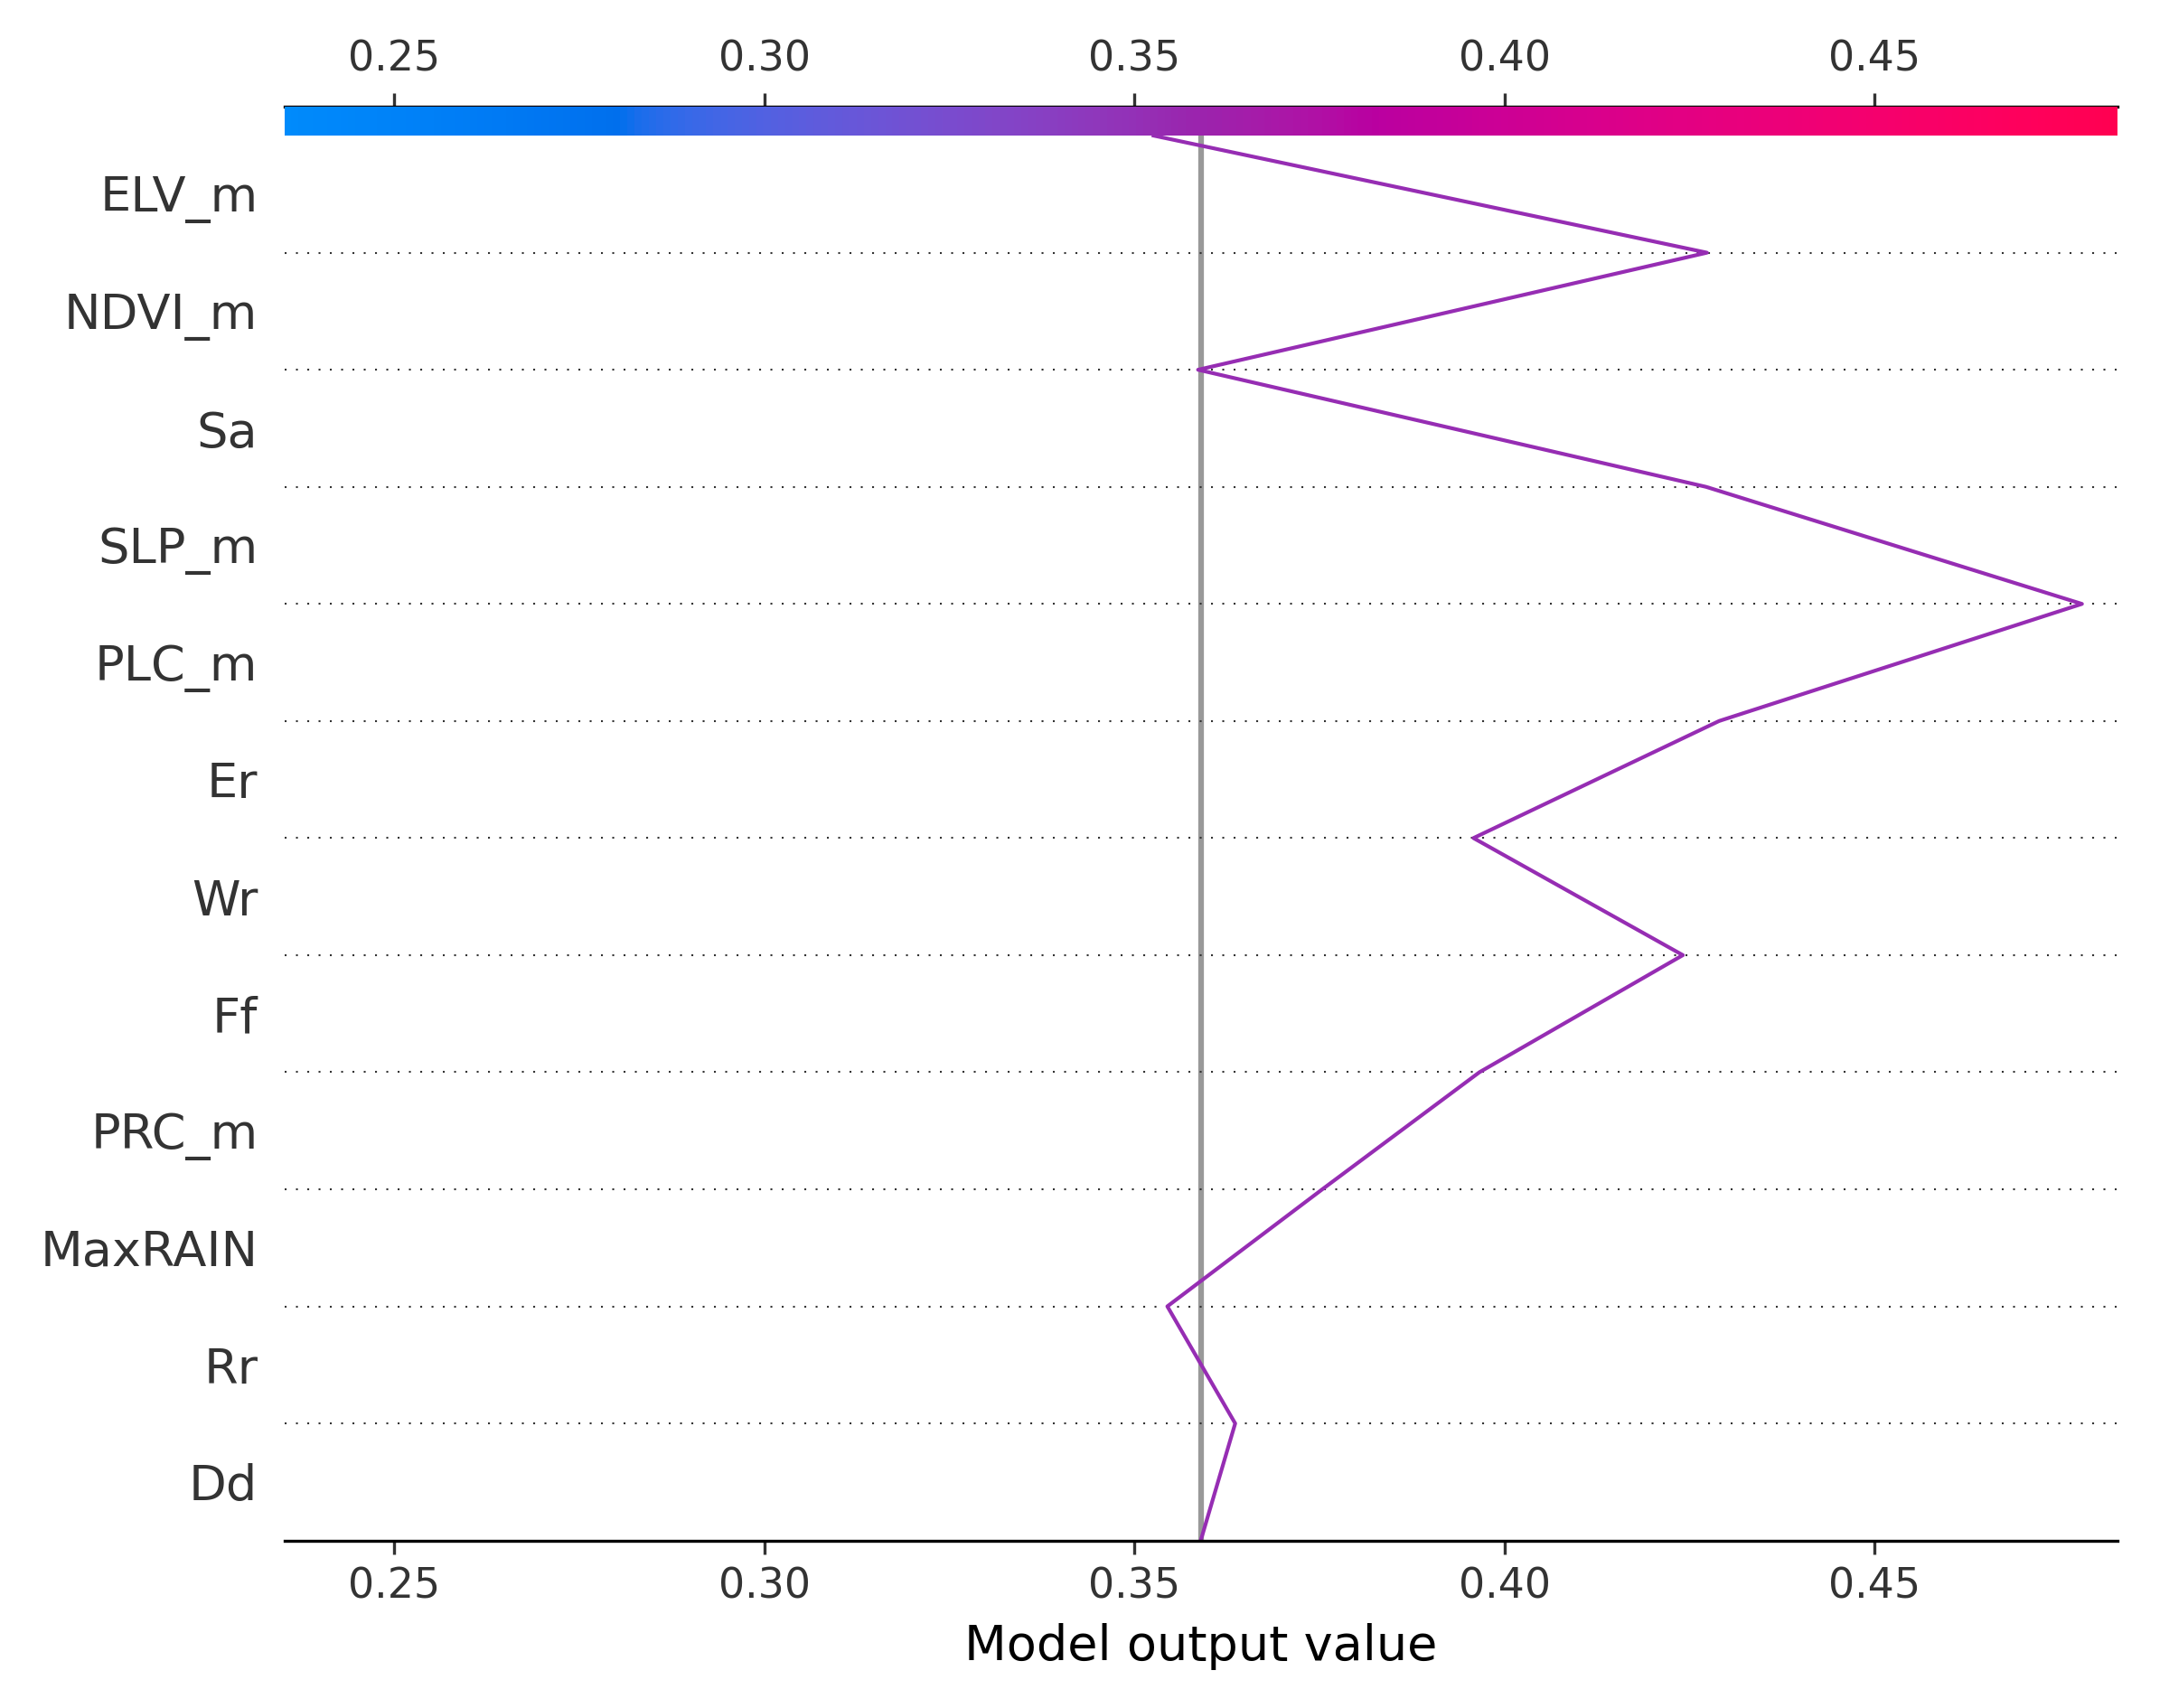 0.25 0.30 0.35 0.40 0.45
ELV_m
NDVI_m
Sa
SLP_m
PLC_m
Er
Wr
Ff
PRC_m
MaxRAIN
Rr
Dd
0.25 0.30 0.35 0.40 0.45
Model output value